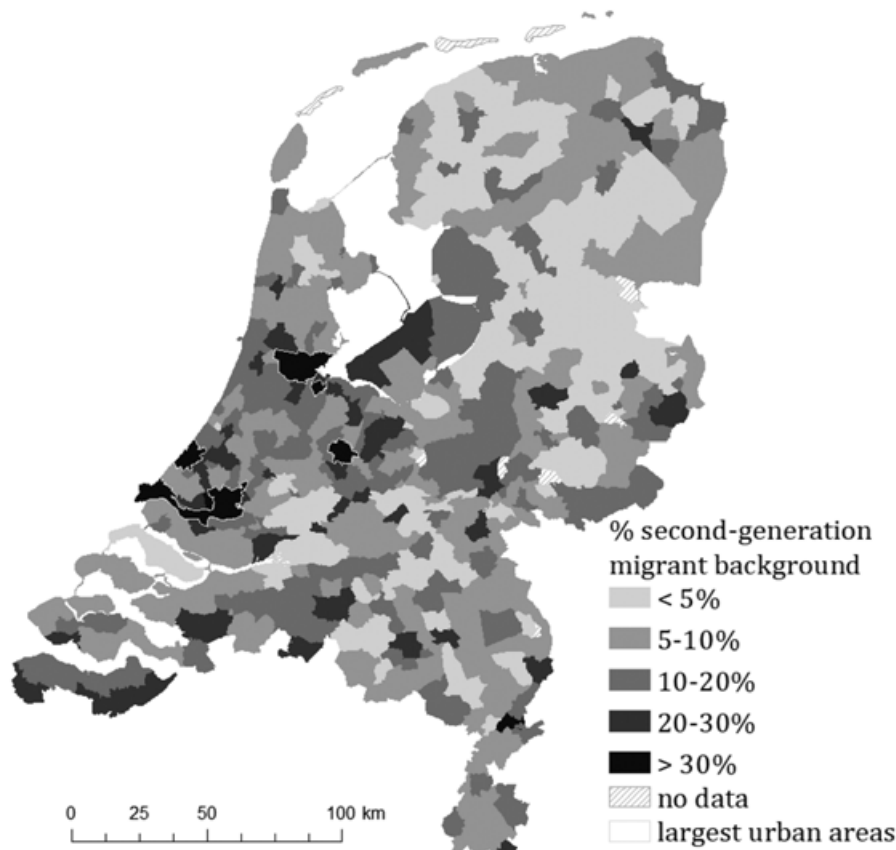 % second-generation
migrant background
< 5%
5-10%
10-20%
20-30%
> 30%
no data
largest urban areas
0 25 50 100 km